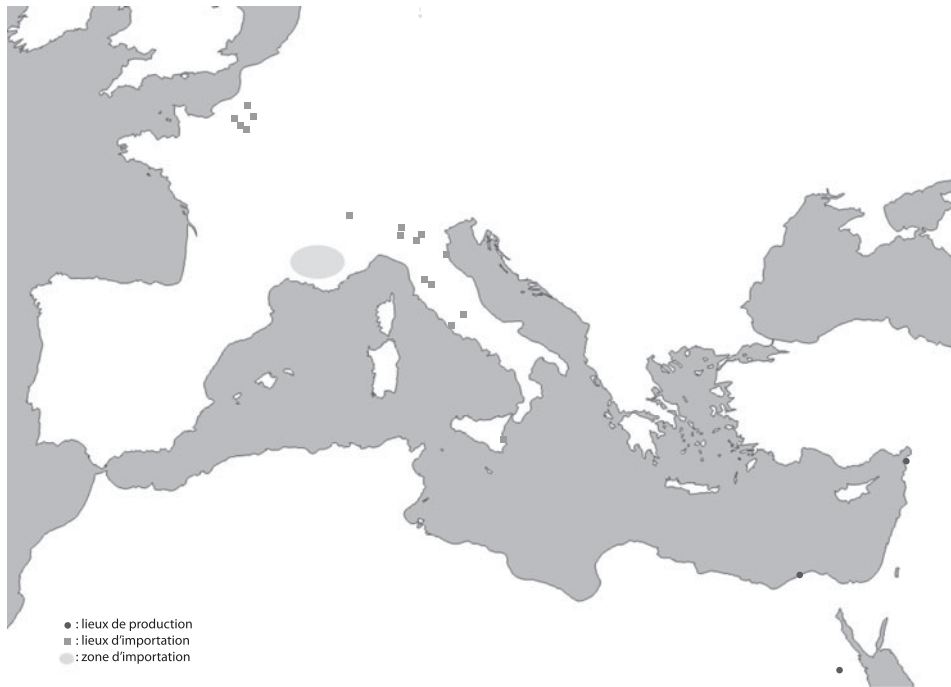 : lieux de production
: lieux d'importation
: zone d'importation